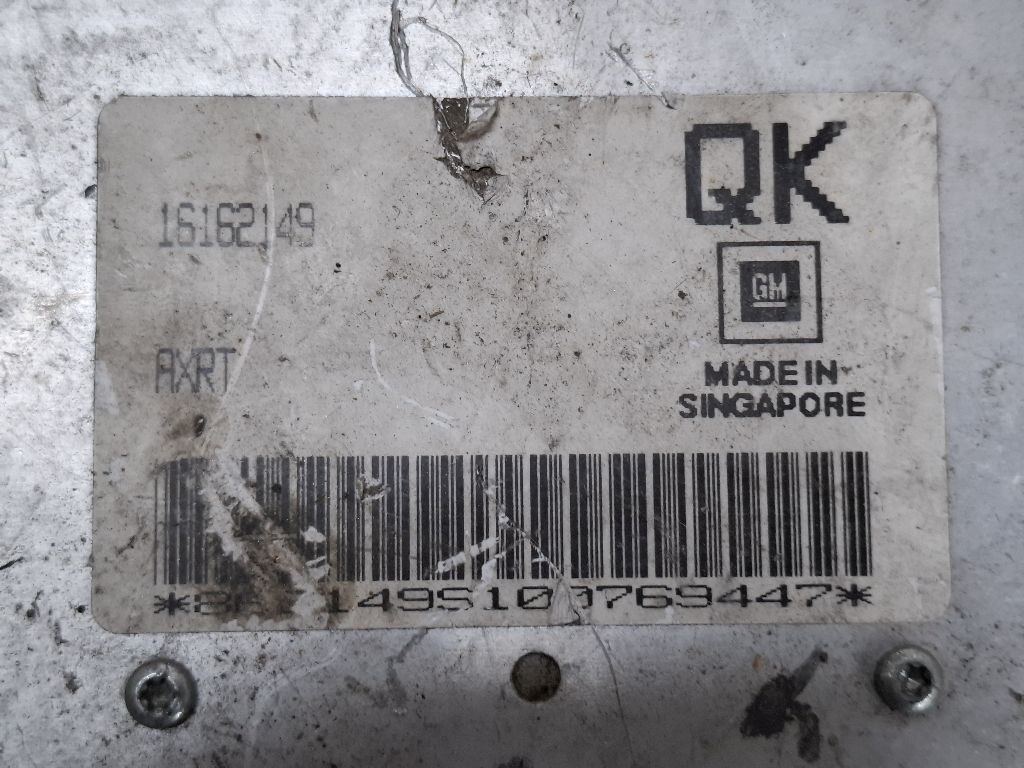 QK
16162149
GM
AXRT
MADE IN
SINGAPORE